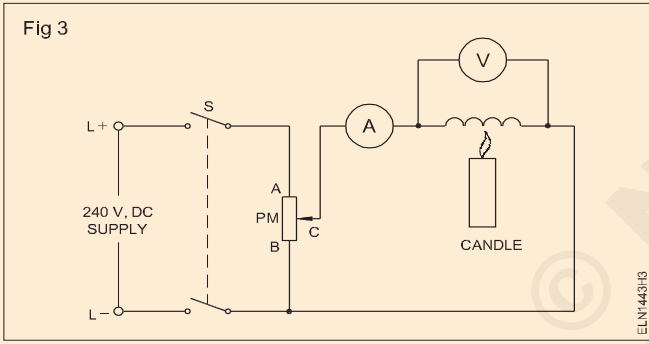 Fig 3
V
S
L +
A
A
240 V, DC
SUPPLY
PM
C
B
CANDLE
L –
ELN1443H3
©